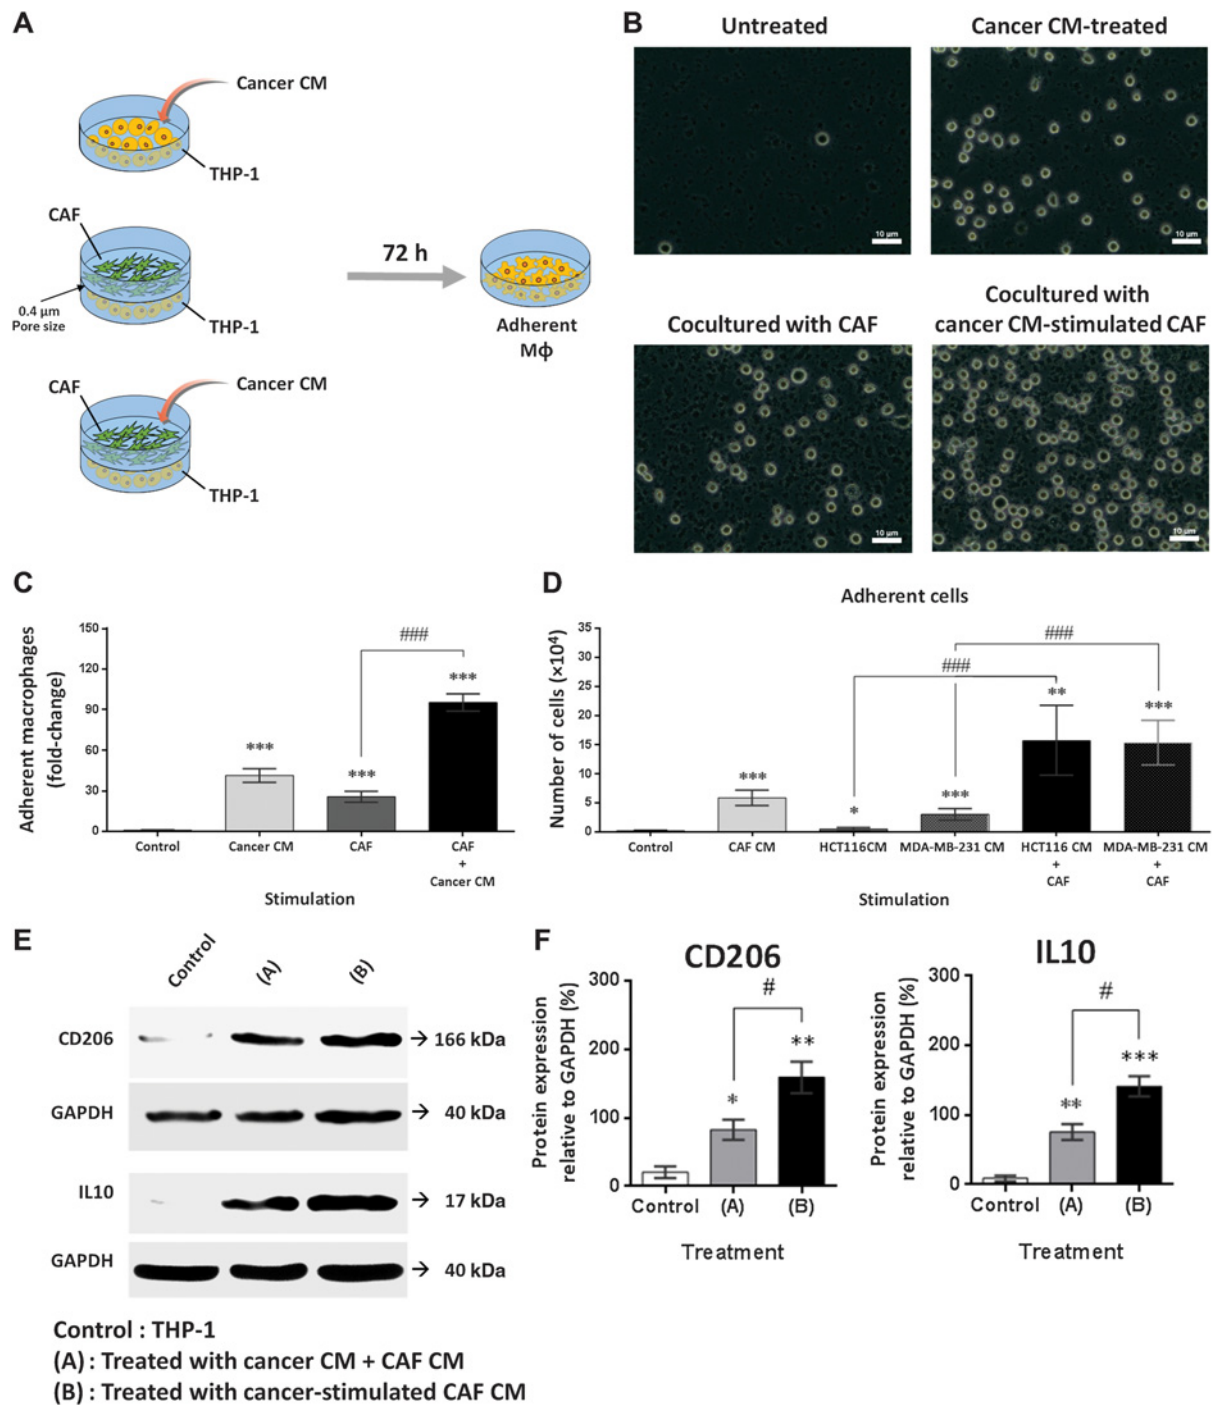 A
Cancer CM
THP-1
CAF
0.4 µm
Pore size
THP-1
72 h
Adherent
Mϕ
CAF
Cancer CM
THP-1
B
Untreated
Cancer CM-treated
10 µm
10 µm
Cocultured with CAF
Cocultured with
cancer CM-stimulated CAF
10 µm
10 µm
C
Adherent macrophages
(fold-change)
150
120
90
60
30
0
***
***
###
***
Control
Cancer CM
CAF
CAF
+
Cancer CM
Stimulation
D
Adherent cells
Number of cells (×10⁴)
35
30
25
20
15
10
5
0
***
*
***
###
**
###
***
Control
CAF CM
HCT116CM
MDA-MB-231 CM
HCT116 CM
+
CAF
MDA-MB-231 CM
+
CAF
Stimulation
E
Control
(A)
(B)
CD206
→ 166 kDa
GAPDH
→ 40 kDa
IL10
→ 17 kDa
GAPDH
→ 40 kDa
Control : THP-1
(A) : Treated with cancer CM + CAF CM
(B) : Treated with cancer-stimulated CAF CM
F
CD206
Protein expression
relative to GAPDH (%)
300
200
100
0
*
#
**
Control
(A)
(B)
Treatment
IL10
Protein expression
relative to GAPDH (%)
300
200
100
0
**
#
***
Control
(A)
(B)
Treatment